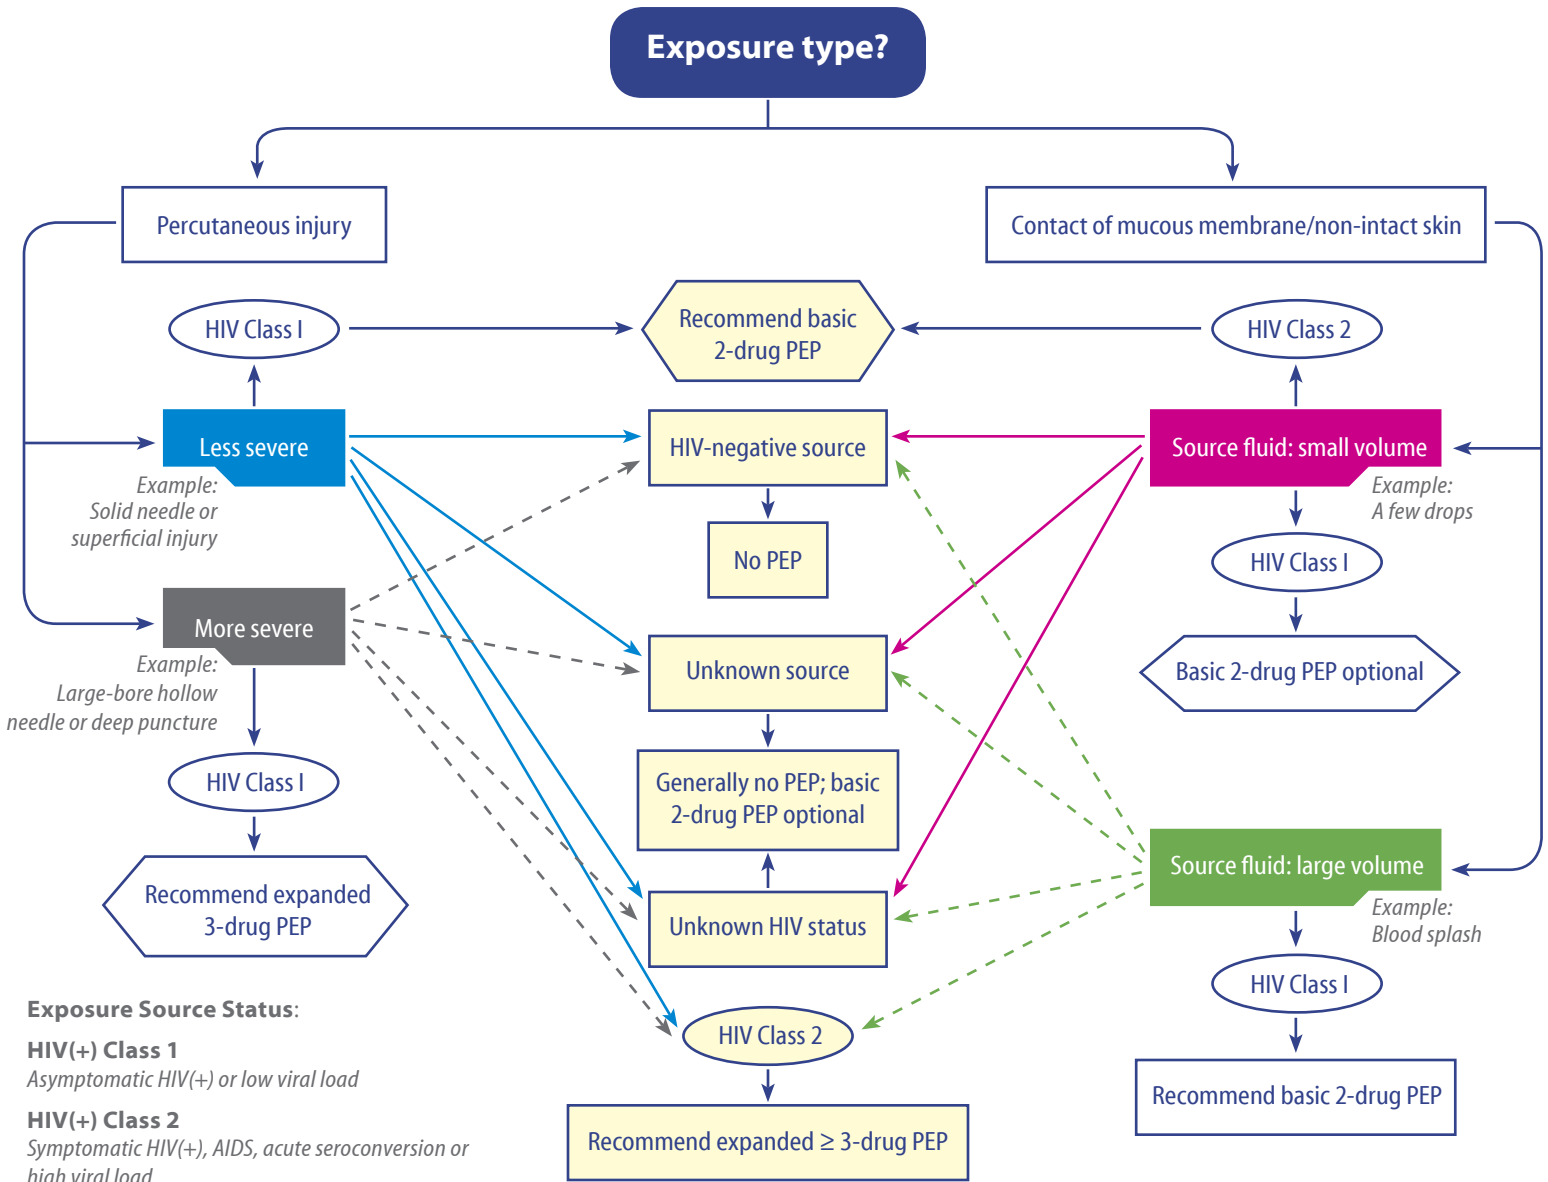 Exposure type?
Percutaneous injury
Contact of mucous membrane/non-intact skin
HIV Class I
Recommend basic
2-drug PEP
HIV Class 2
Less severe
Example:
Solid needle or
superficial injury
HIV-negative source
No PEP
Source fluid: small volume
Example:
A few drops
HIV Class I
Basic 2-drug PEP optional
More severe
Example:
Large-bore hollow
needle or deep puncture
HIV Class I
Recommend expanded
3-drug PEP
Unknown source
Generally no PEP; basic
2-drug PEP optional
Unknown HIV status
HIV Class 2
Recommend expanded ≥ 3-drug PEP
Source fluid: large volume
Example:
Blood splash
HIV Class I
Recommend basic 2-drug PEP
Exposure Source Status:
HIV(+) Class 1
Asymptomatic HIV(+) or low viral load
HIV(+) Class 2
Symptomatic HIV(+), AIDS, acute seroconversion or
high viral load